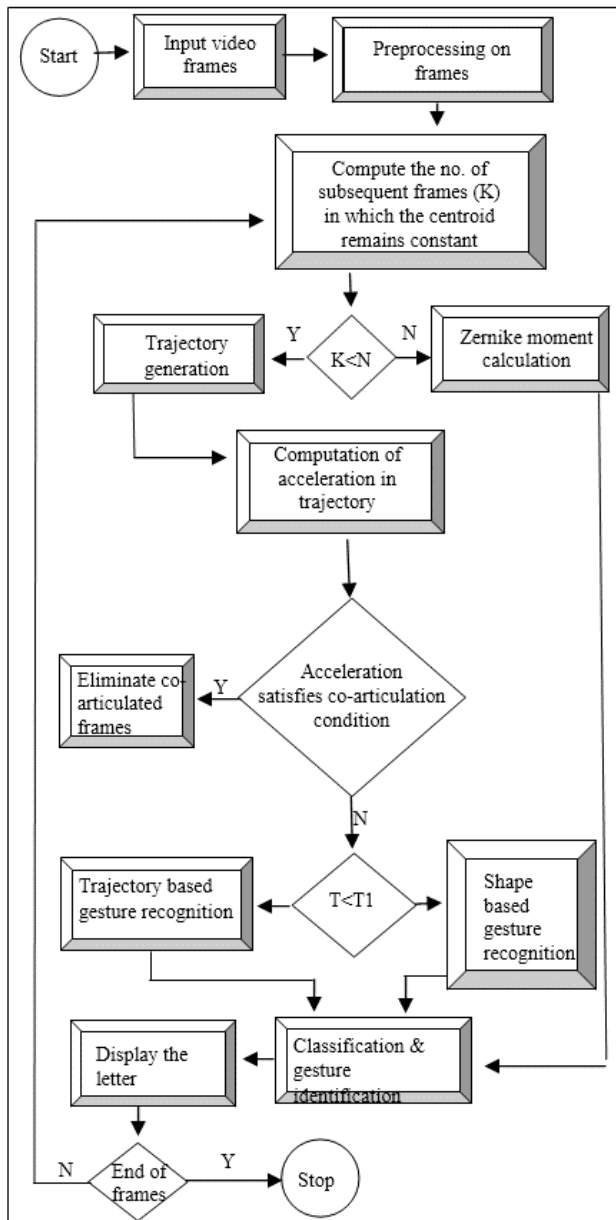 Start
Input video
frames
Preprocessing on
frames
Compute the no. of
subsequent frames (K)
in which the centroid
remains constant
Y
N
Trajectory
generation
K<N
Zernike moment
calculation
Computation of
acceleration in
trajectory
Acceleration
satisfies co-articulation
condition
Y
Eliminate co-
articulated
frames
N
Trajectory based
gesture recognition
T<T1
Shape
based
gesture
recognition
Classification &
gesture
identification
Display the
letter
N
End of
frames
Y
Stop